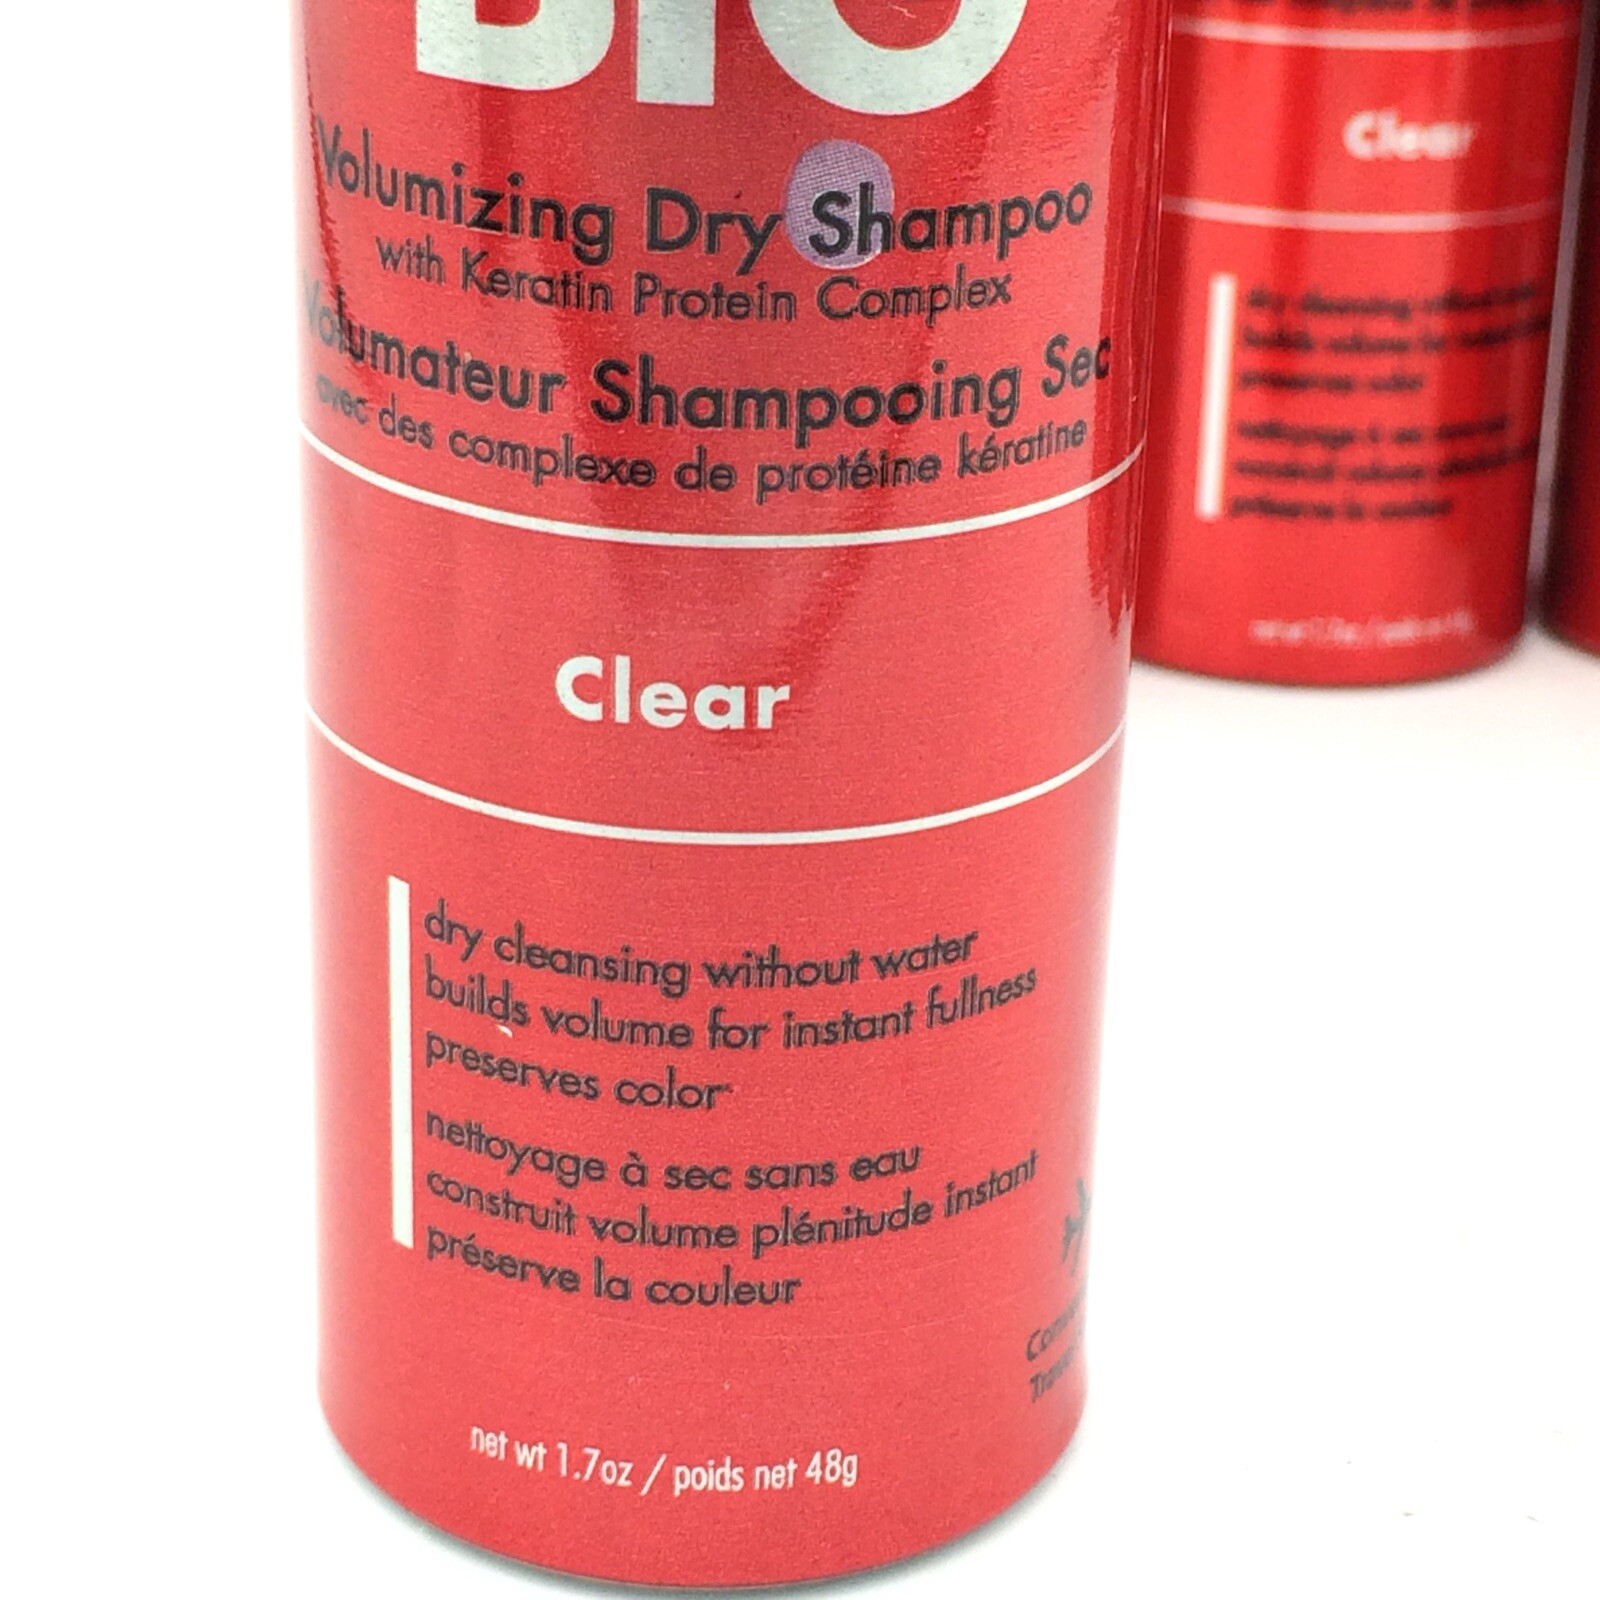 BIO
Volumizing Dry Shampoo
with Keratin Protein Complex
Volumateur Shampooing Sec
avec des complexe de protéine kératine
Clear
dry cleansing without water
builds volume for instant fullness
preserves color
nettoyage à sec sans eau
construit volume plénitude instant
préserve la couleur
net wt 1.7oz / poids net 48g
Clear